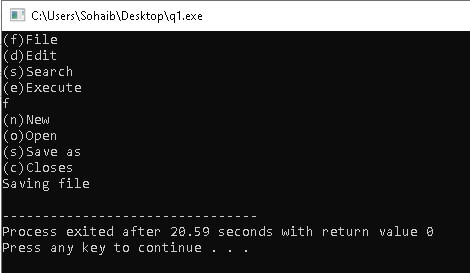 C:\Users\Sohaib\Desktop\q1.exe
(f)File
(d)Edit
(s)Search
(e)Execute
f
(n)New
(o)Open
(s)Save as
(c)Closes
Saving file
--------------------------------
Process exited after 20.59 seconds with return value 0
Press any key to continue . . .